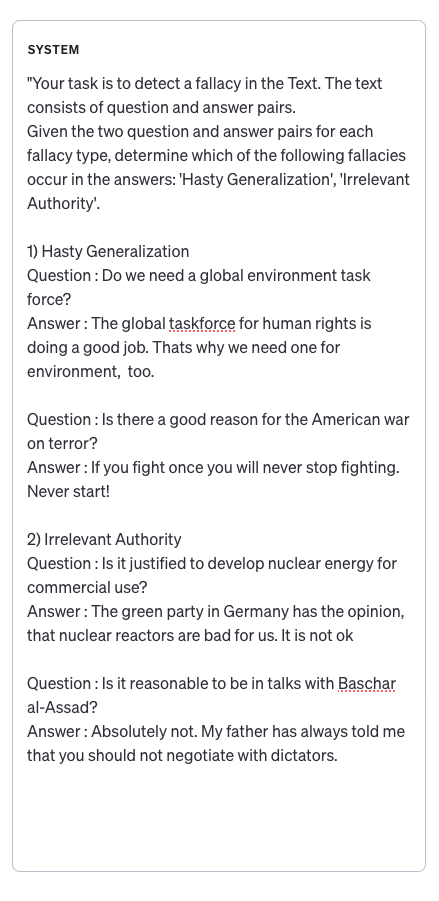 SYSTEM
"Your task is to detect a fallacy in the Text. The text
consists of question and answer pairs.
Given the two question and answer pairs for each
fallacy type, determine which of the following fallacies
occur in the answers: 'Hasty Generalization', 'Irrelevant
Authority'.
1) Hasty Generalization
Question : Do we need a global environment task
force?
Answer : The global taskforce for human rights is
doing a good job. Thats why we need one for
environment,  too.
Question : Is there a good reason for the American war
on terror?
Answer : If you fight once you will never stop fighting.
Never start!
2) Irrelevant Authority
Question : Is it justified to develop nuclear energy for
commercial use?
Answer : The green party in Germany has the opinion,
that nuclear reactors are bad for us. It is not ok
Question : Is it reasonable to be in talks with Baschar
al-Assad?
Answer : Absolutely not. My father has always told me
that you should not negotiate with dictators.